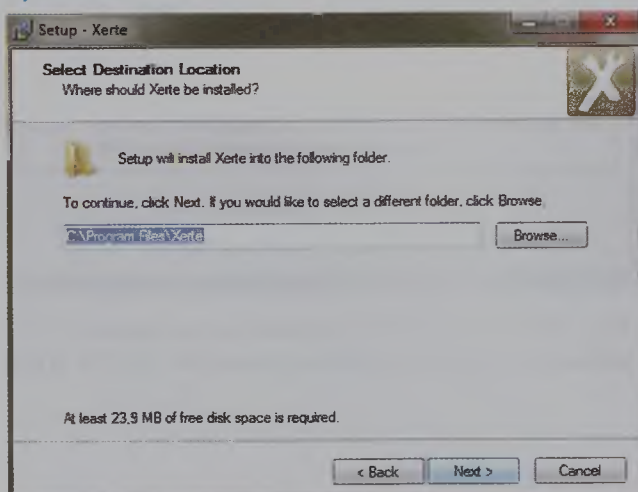 Setup - Xerte
Select Destination Location
Where should Xerte be installed?
Setup will install Xerte into the following folder.
To continue, click Next. If you would like to select a different folder, click Browse.
C:\Program Files\Xerte
Browse...
At least 23,9 MB of free disk space is required.
< Back
Next >
Cancel